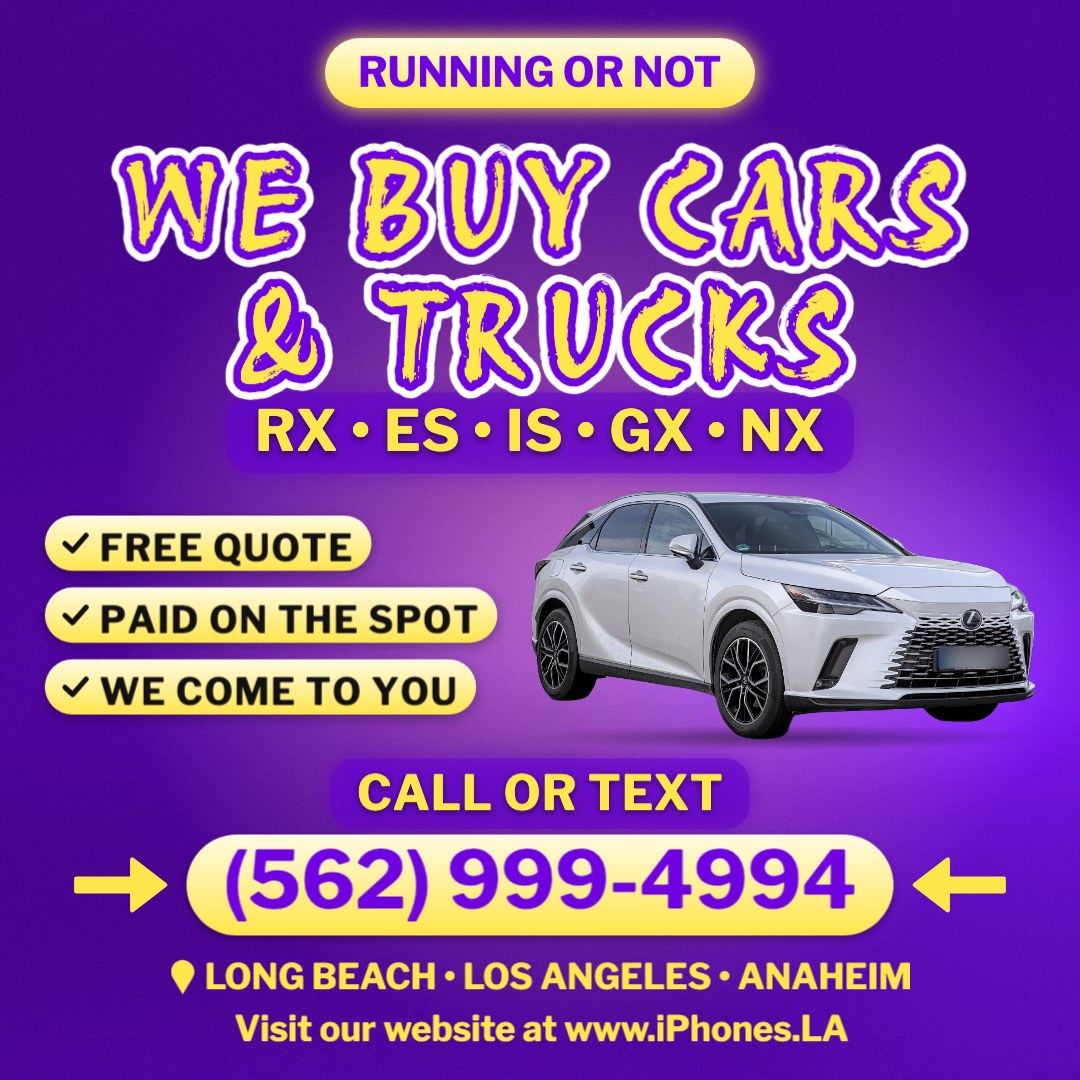 RUNNING OR NOT
WE BUY CARS
& TRUCKS
RX • ES • IS • GX • NX
✓ FREE QUOTE
✓ PAID ON THE SPOT
✓ WE COME TO YOU
CALL OR TEXT
(562) 999-4994
LONG BEACH • LOS ANGELES • ANAHEIM
Visit our website at www.iPhones.LA